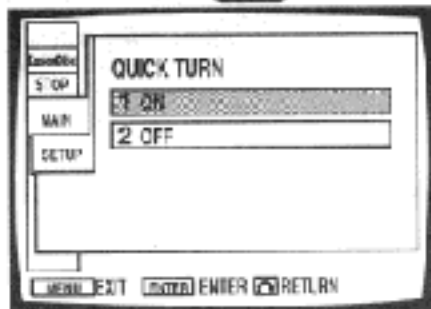 LaserDisc
STOP
MAIN
SETUP
QUICK TURN
1 ON
2 OFF
MENU EXIT ENTER ENTER RETURN